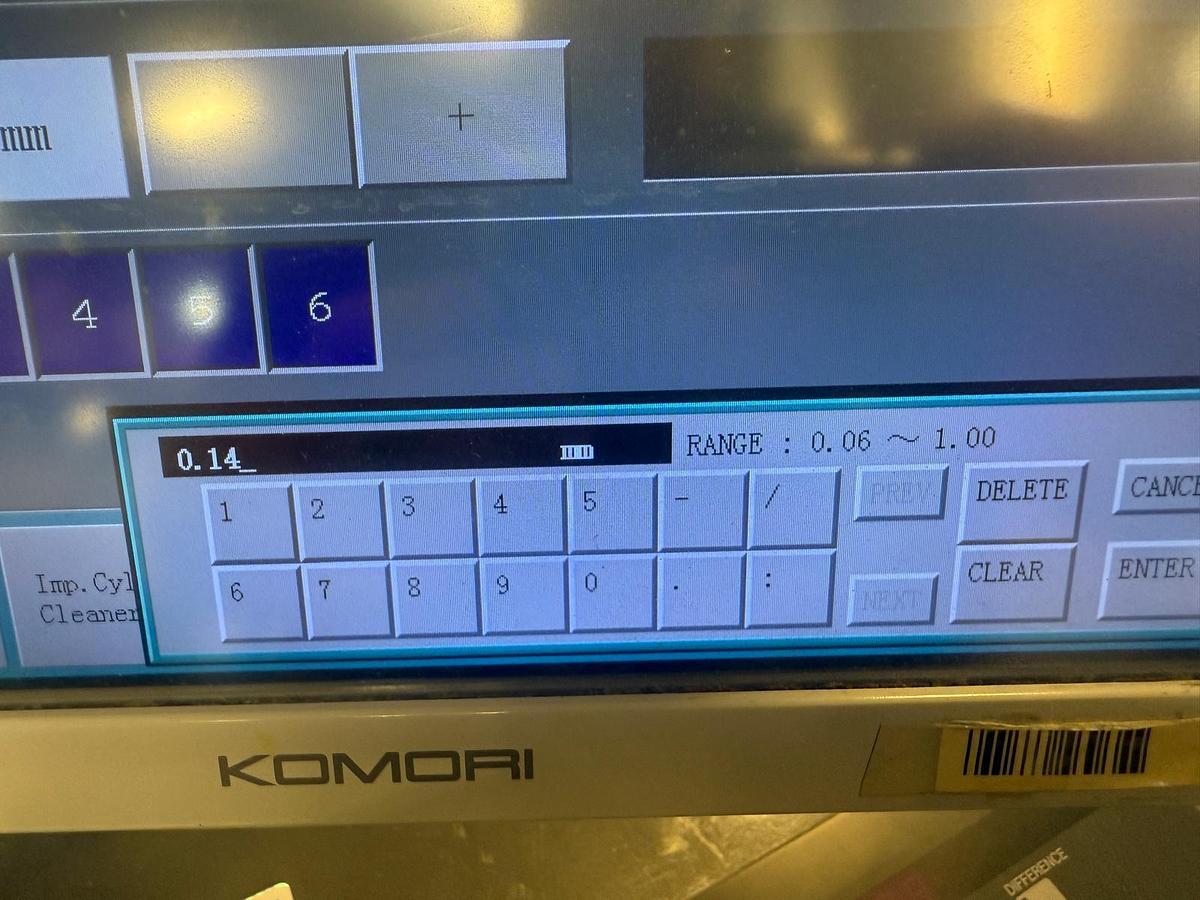 mm
+
4 5 6
0.14_ mm
RANGE : 0.06 ～ 1.00
1 2 3 4 5 - / PREV DELETE
6 7 8 9 0 . : NEXT CLEAR ENTER
Imp.Cyl
Cleaner
KOMORI
DIFFERENCE